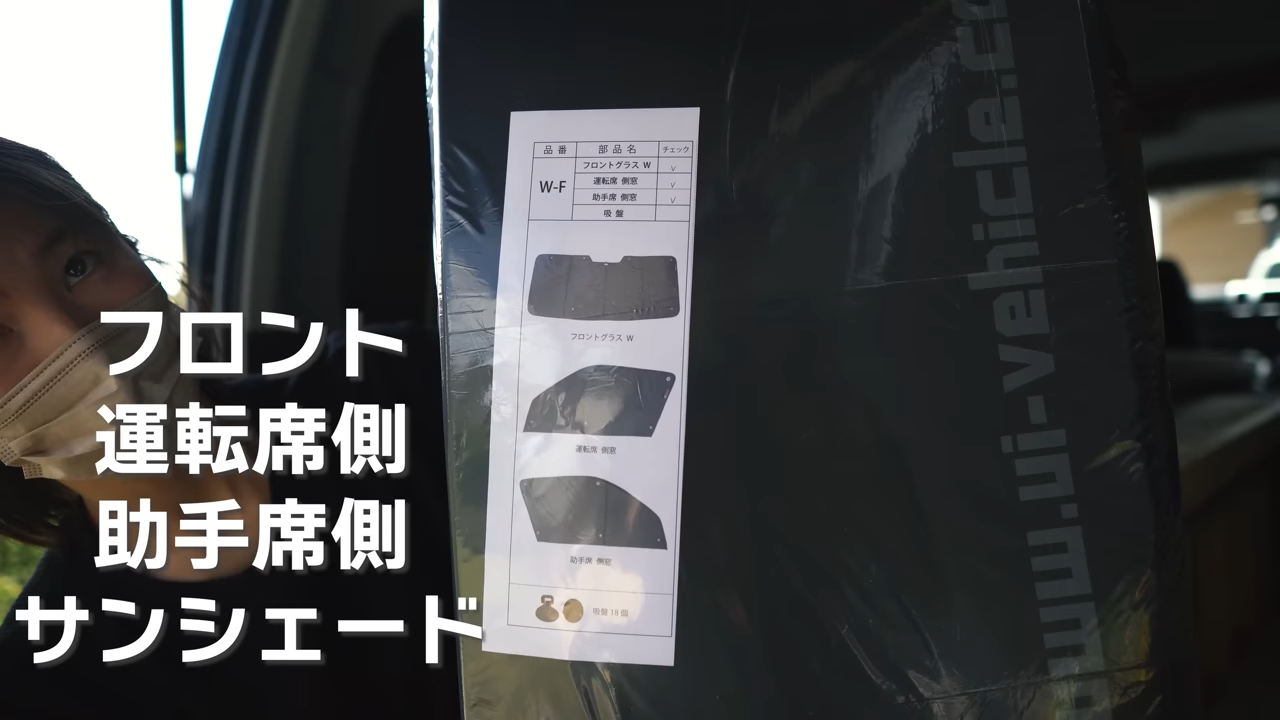 フロント
運転席側
助手席側
サンシェード
品番 部品名 チェック
W-F
フロントグラス W ✓
運転席 側窓 ✓
助手席 側窓 ✓
吸盤
フロントグラス W
運転席 側窓
助手席 側窓
吸盤 18個
www.ui-vehicle.c